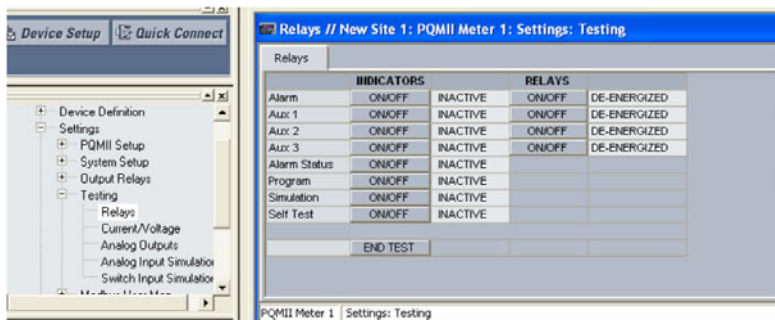 Device Setup Quick Connect
Device Definition
Settings
PQMII Setup
System Setup
Output Relays
Testing
Relays
Current/Voltage
Analog Outputs
Analog Input Simulation
Switch Input Simulation
Relays // New Site 1: PQMII Meter 1: Settings: Testing
Relays
INDICATORS RELAYS
Alarm ON/OFF INACTIVE ON/OFF DE-ENERGIZED
Aux 1 ON/OFF INACTIVE ON/OFF DE-ENERGIZED
Aux 2 ON/OFF INACTIVE ON/OFF DE-ENERGIZED
Aux 3 ON/OFF INACTIVE ON/OFF DE-ENERGIZED
Alarm Status ON/OFF INACTIVE
Program ON/OFF INACTIVE
Simulation ON/OFF INACTIVE
Self Test ON/OFF INACTIVE
END TEST
PQMII Meter 1 Settings: Testing